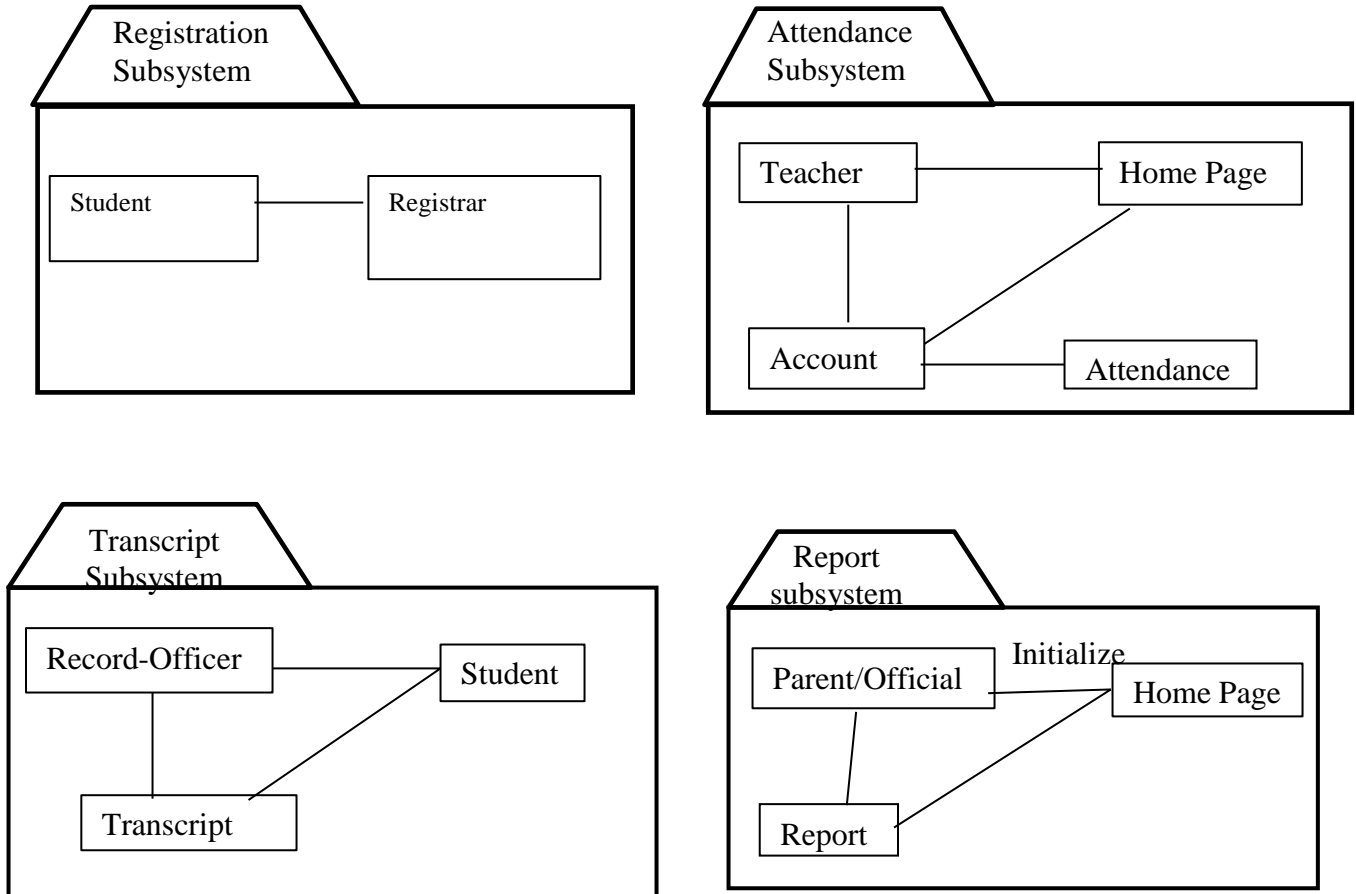 Registration
Subsystem
Student
Registrar
Attendance
Subsystem
Teacher
Home Page
Account
Attendance
Transcript
Subsystem
Record-Officer
Student
Transcript
Report
subsystem
Initialize
Parent/Official
Home Page
Report